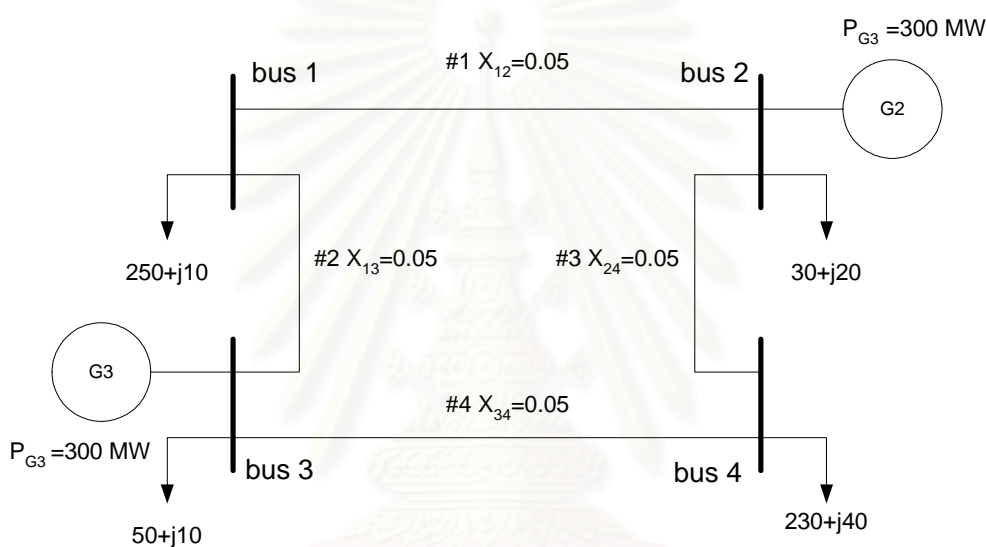 P_G3 =300 MW
#1 X_12=0.05
bus 1
bus 2
G2
#2 X_13=0.05
#3 X_24=0.05
250+j10
30+j20
G3
#4 X_34=0.05
P_G3 =300 MW
bus 3
bus 4
50+j10
230+j40